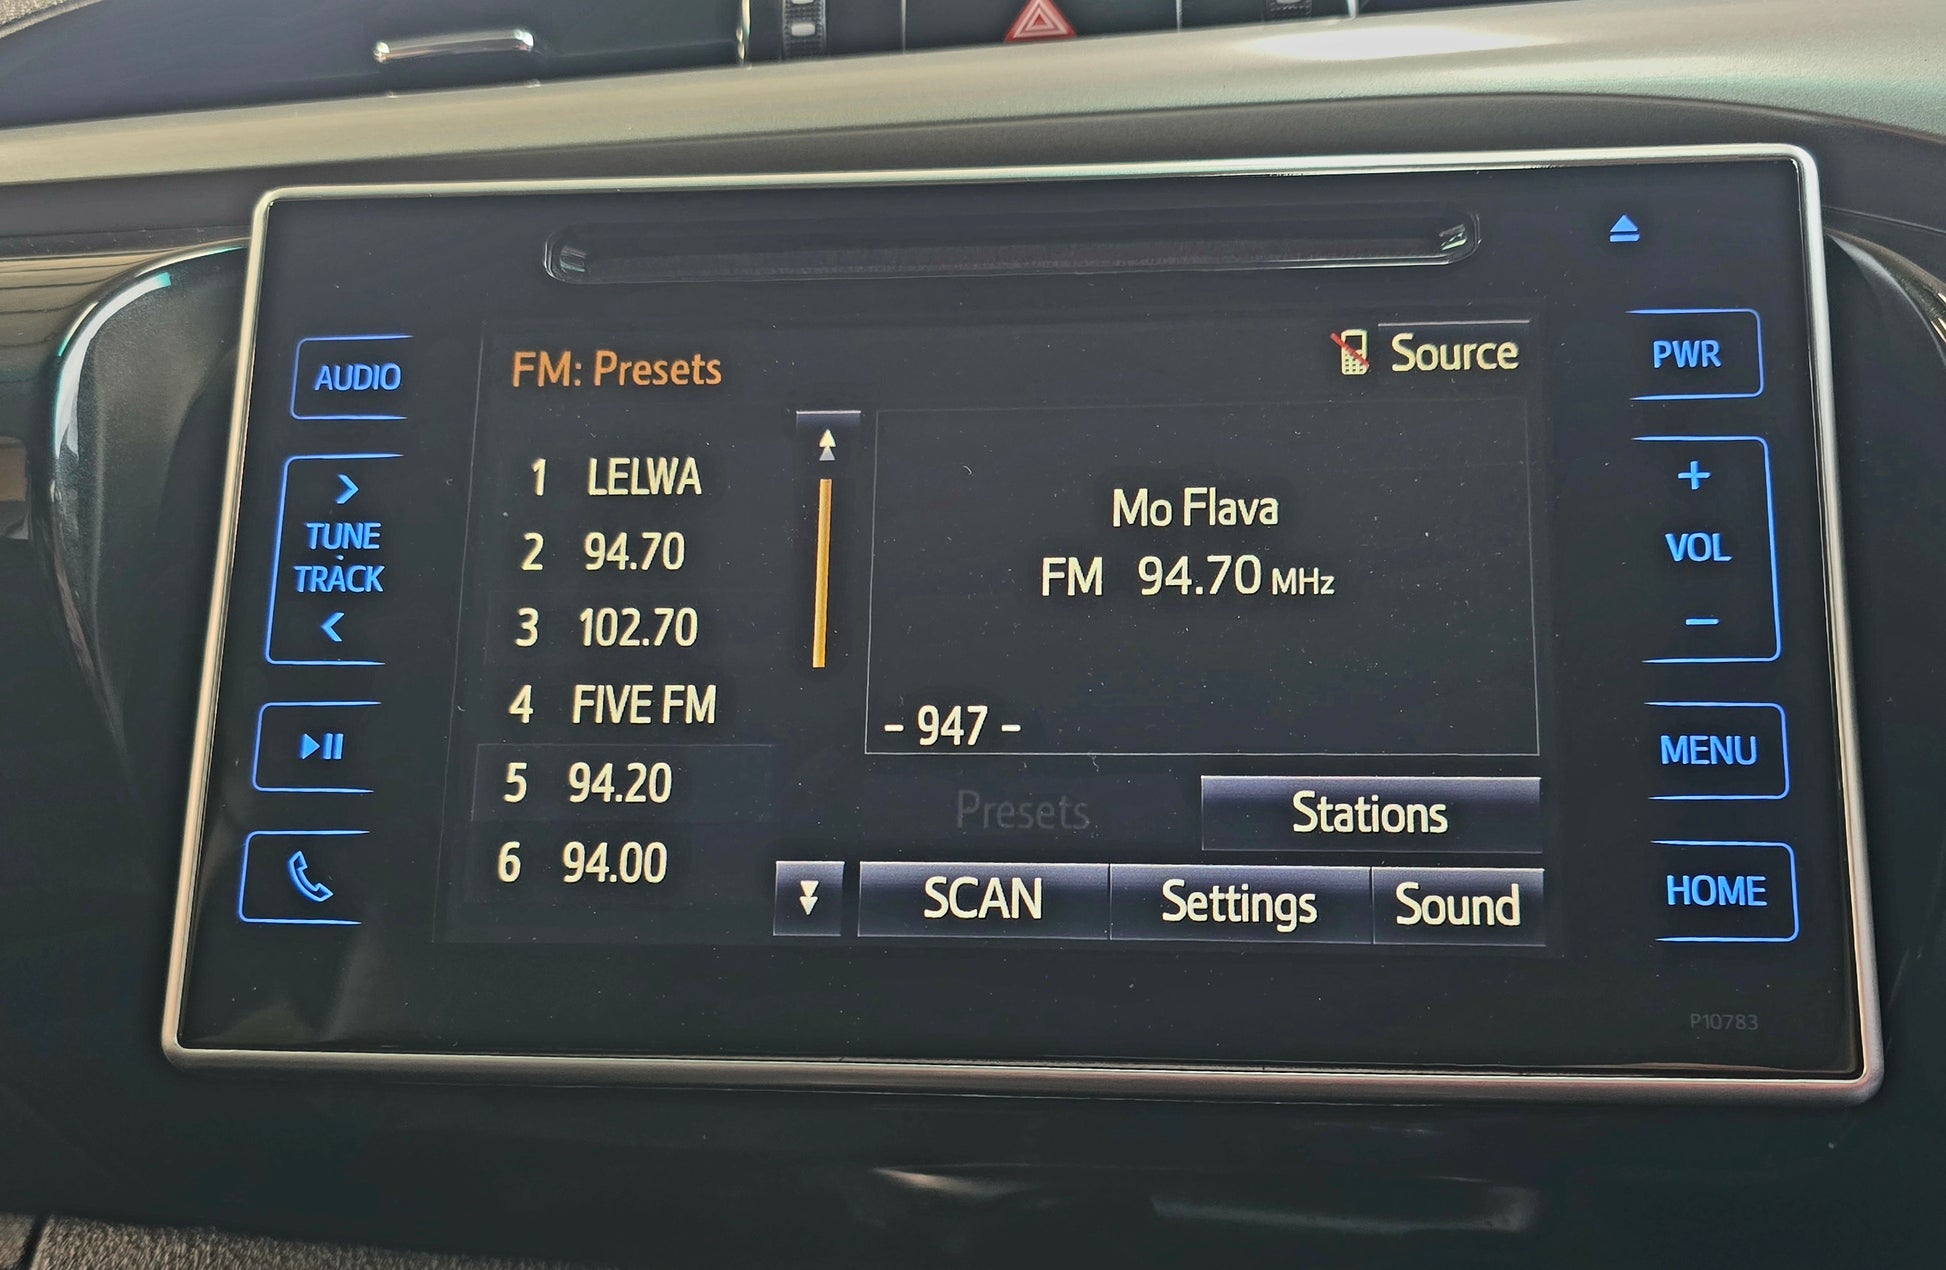 AUDIO
TUNE
TRACK
FM: Presets
1 LELWA
2 94.70
3 102.70
4 FIVE FM
5 94.20
6 94.00
Source
Mo Flava
FM 94.70 MHz
- 947 -
Presets
Stations
SCAN
Settings
Sound
PWR
+
VOL
-
MENU
HOME
P10783